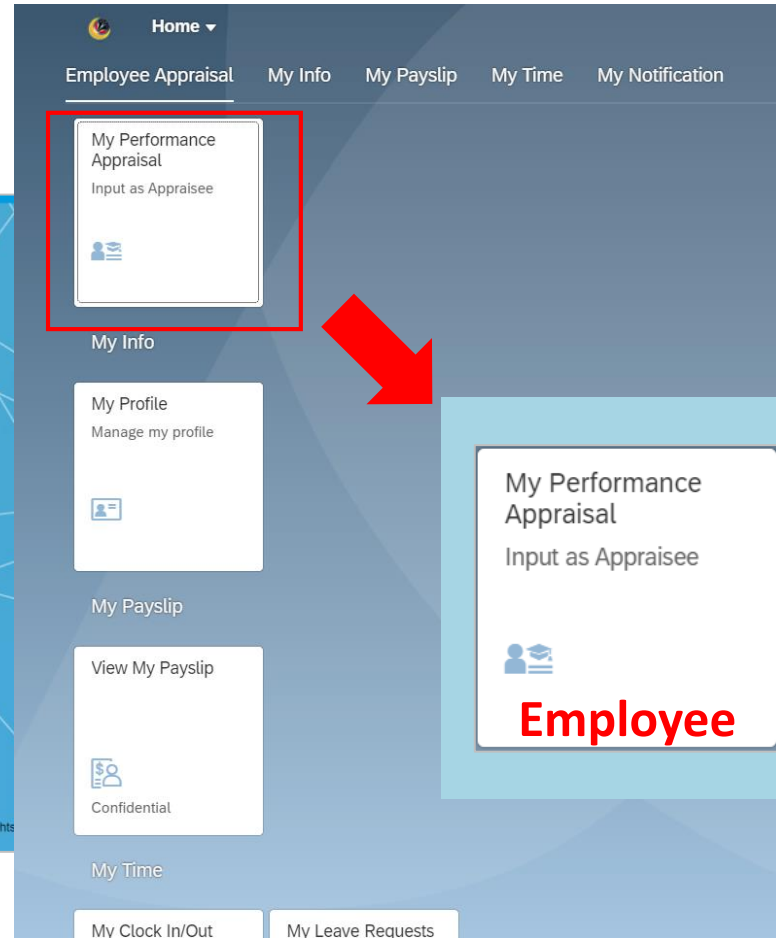 Home
Employee Appraisal My Info My Payslip My Time My Notification
My Performance
Appraisal
Input as Appraisee
My Info
My Profile
Manage my profile
My Performance
Appraisal
Input as Appraisee
Employee
My Payslip
View My Payslip
Confidential
My Time
My Clock In/Out My Leave Requests